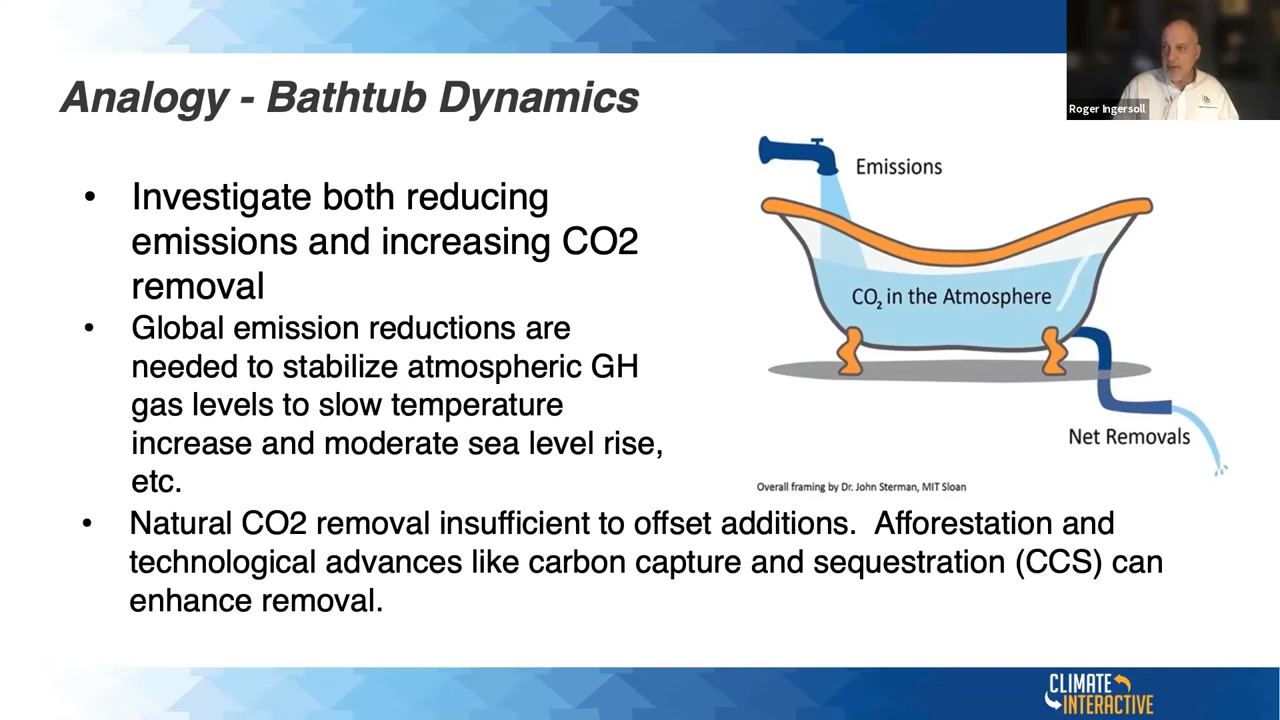 Analogy - Bathtub Dynamics
Roger Ingersoll
• Investigate both reducing
emissions and increasing CO2
removal
• Global emission reductions are
needed to stabilize atmospheric GH
gas levels to slow temperature
increase and moderate sea level rise,
etc.
• Natural CO2 removal insufficient to offset additions.  Afforestation and
technological advances like carbon capture and sequestration (CCS) can
enhance removal.
Emissions
CO₂ in the Atmosphere
Net Removals
Overall framing by Dr. John Sterman, MIT Sloan
CLIMATE
INTERACTIVE